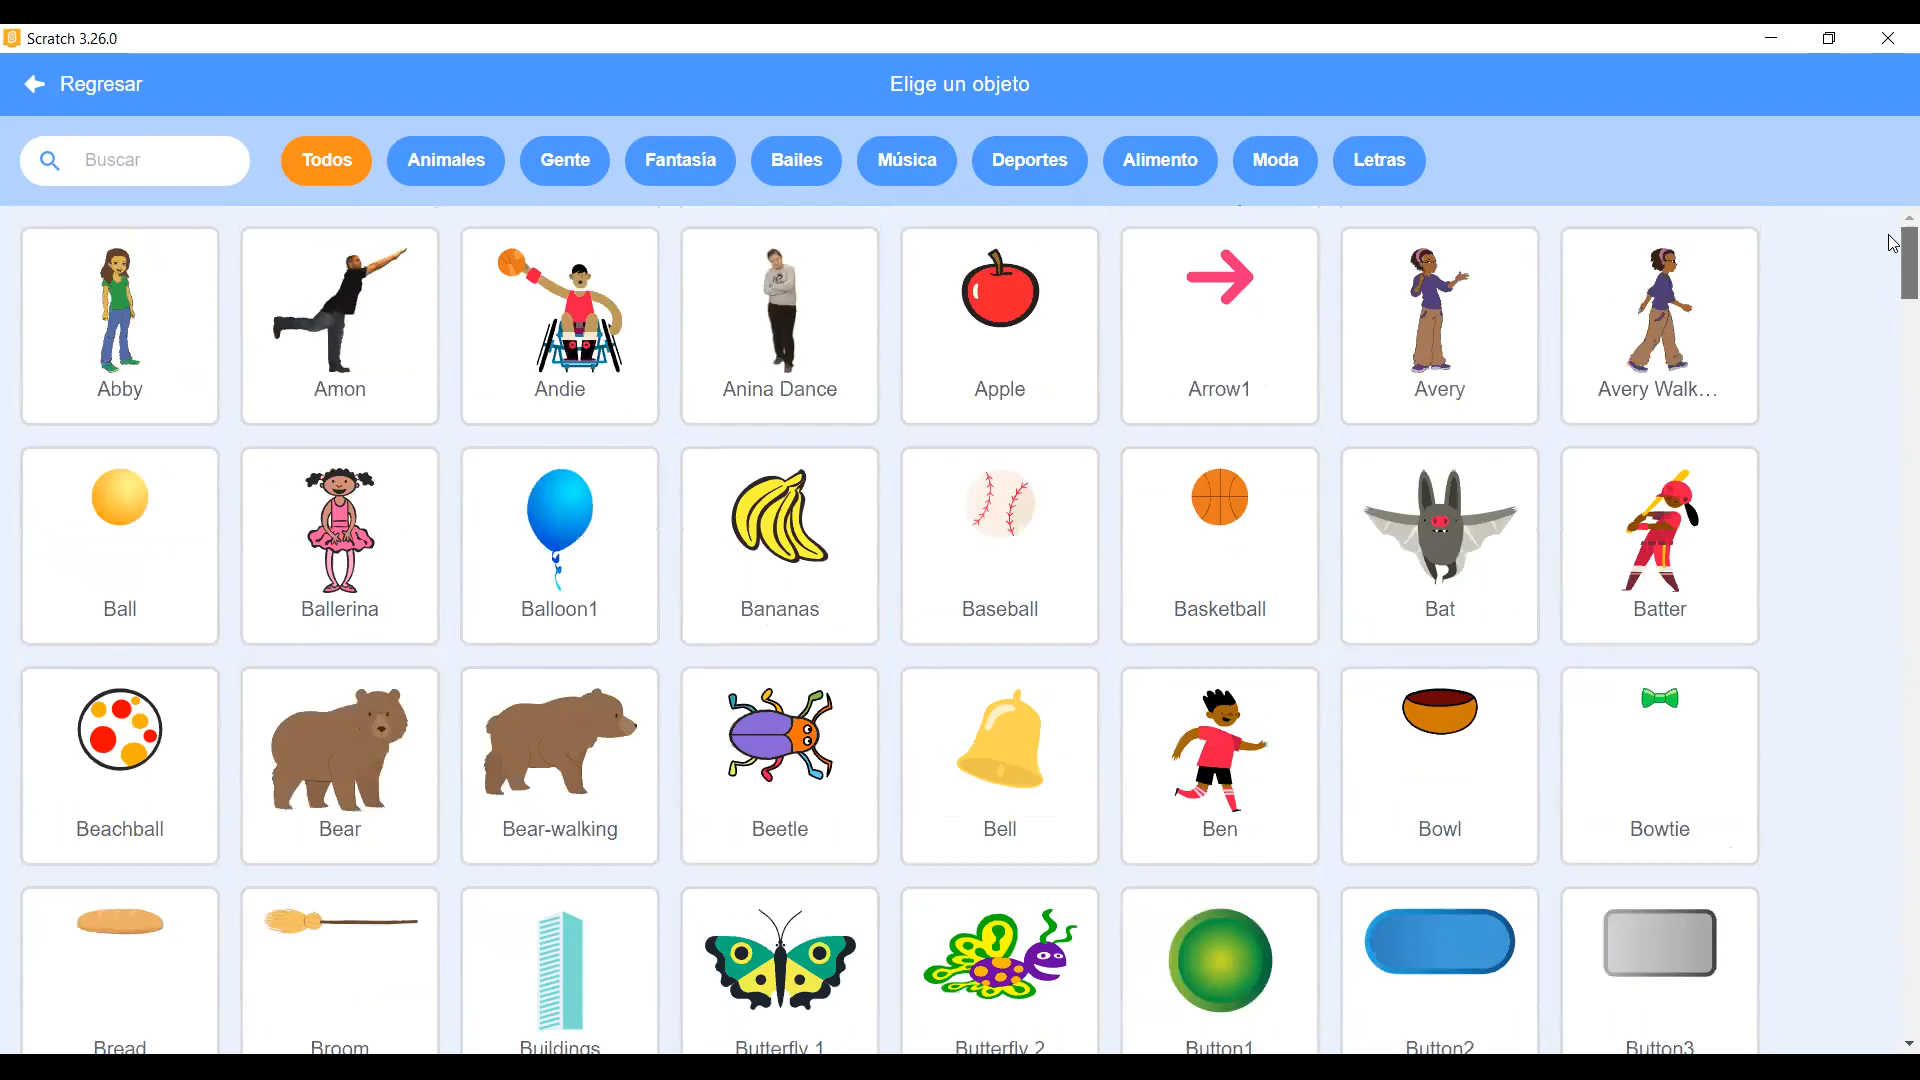 Scratch 3.26.0
Regresar
Elige un objeto
Buscar
Todos
Animales
Gente
Fantasía
Bailes
Música
Deportes
Alimento
Moda
Letras
Abby
Amon
Andie
Anina Dance
Apple
Arrow1
Avery
Avery Walk...
Ball
Ballerina
Balloon1
Bananas
Baseball
Basketball
Bat
Batter
Beachball
Bear
Bear-walking
Beetle
Bell
Ben
Bowl
Bowtie
Bread
Broom
Buildings
Butterfly 1
Butterfly 2
Button1
Button2
Button3